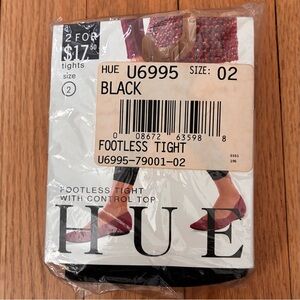 2 FOR
$17.50
tights
size
2
HUE U6995 SIZE: 02
BLACK
0 08672 63598 8
FOOTLESS TIGHT
U6995-79001-02
FOOTLESS TIGHT
WITH CONTROL TOP
HUE